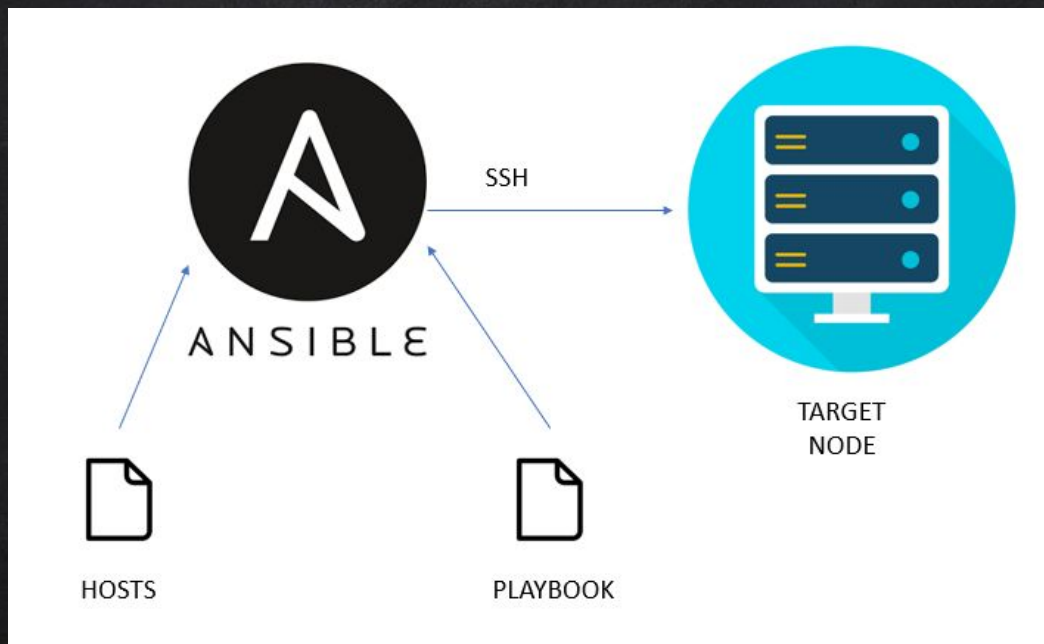 SSH
ANSIBLE
TARGET
NODE
HOSTS
PLAYBOOK